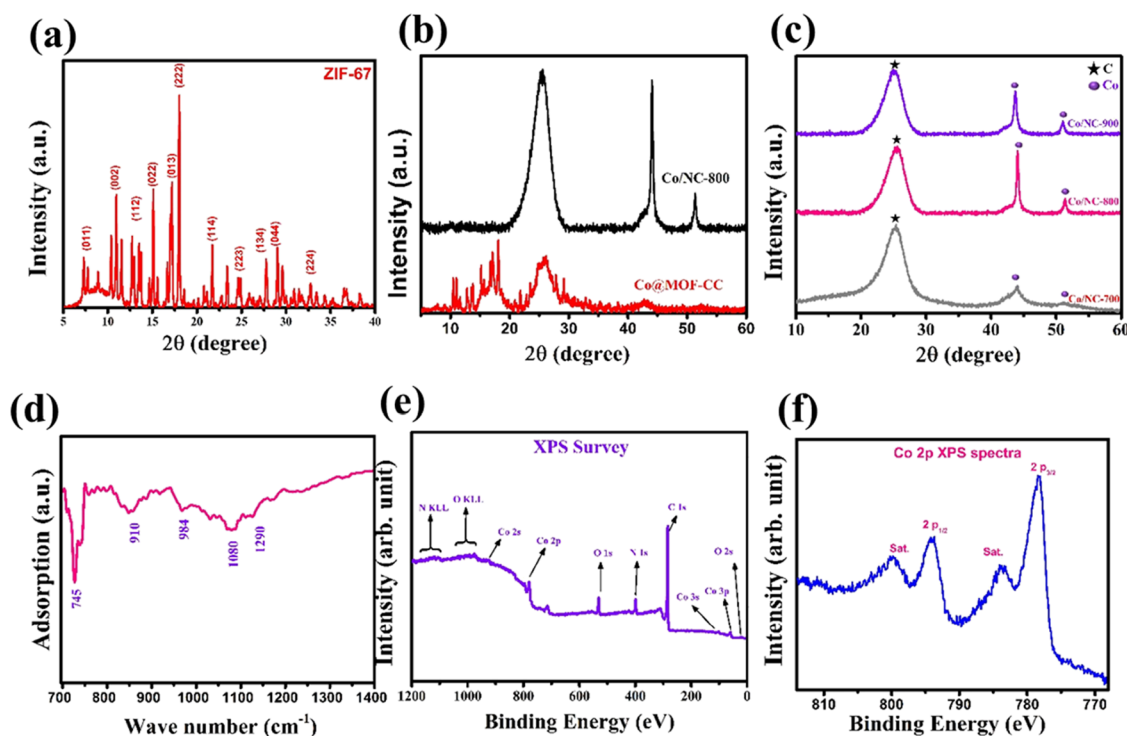 (a)
ZIF-67
(011)
(002)
(112)
(022)
(013)
(222)
(114)
(223)
(134)
(044)
(224)
Intensity (a.u.)
5 10 15 20 25 30 35 40
2θ (degree)
(b)
Co/NC-800
Co@MOF-CC
Intensity (a.u.)
10 20 30 40 50 60
2θ (degree)
(c)
C
Co
Co/NC-900
Co/NC-800
Co/NC-700
Intensity (a.u.)
10 20 30 40 50 60
2θ (degree)
(d)
745
910
984
1080
1290
Adsorption (a.u.)
700 800 900 1000 1100 1200 1300 1400
Wave number (cm-1)
(e)
XPS Survey
N KLL
O KLL
Co 2s
Co 2p
O 1s
N 1s
C 1s
Co 3s
Co 3p
O 2s
Intensity (arb. unit)
1200 1000 800 600 400 200 0
Binding Energy (eV)
(f)
Co 2p XPS spectra
Sat.
2 p1/2
Sat.
2 p3/2
Intensity (arb. unit)
810 800 790 780 770
Binding Energy (eV)